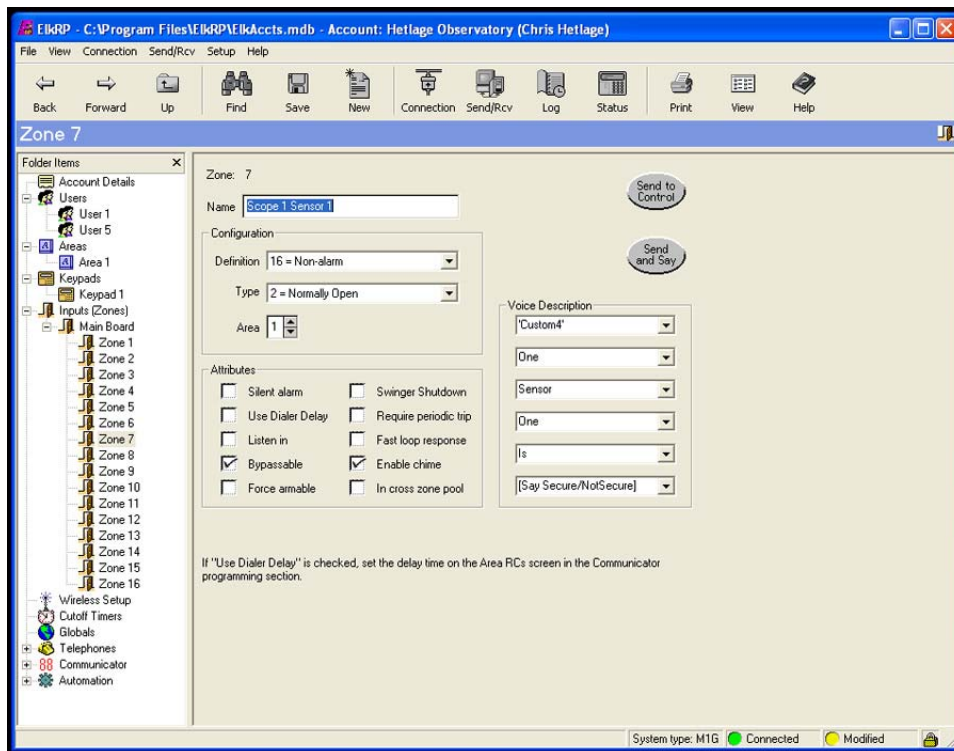 ElkRP - C:\Program Files\ElkRP\ElkAccts.mdb - Account: Hetlage Observatory (Chris Hetlage)
File View Connection Send/Rcv Setup Help
Back Forward Up Find Save New Connection Send/Rcv Log Status Print View Help
Zone 7
Folder Items
Account Details
Users
User 1
User 5
Areas
Area 1
Keypads
Keypad 1
Inputs (Zones)
Main Board
Zone 1
Zone 2
Zone 3
Zone 4
Zone 5
Zone 6
Zone 7
Zone 8
Zone 9
Zone 10
Zone 11
Zone 12
Zone 13
Zone 14
Zone 15
Zone 16
Wireless Setup
Cutoff Timers
Globals
Telephones
88 Communicator
Automation
Zone: 7
Name Scope 1 Sensor 1
Configuration
Definition 16 = Non-alarm
Type 2 = Normally Open
Area 1
Attributes
Silent alarm Swinger Shutdown
Use Dialer Delay Require periodic trip
Listen in Fast loop response
Bypassable Enable chime
Force armable In cross zone pool
Send to
Control
Send
and Say
Voice Description
'Custom4'
One
Sensor
One
Is
[Say Secure/NotSecure]
If "Use Dialer Delay" is checked, set the delay time on the Area RCs screen in the Communicator
programming section.
System type: M1G Connected Modified